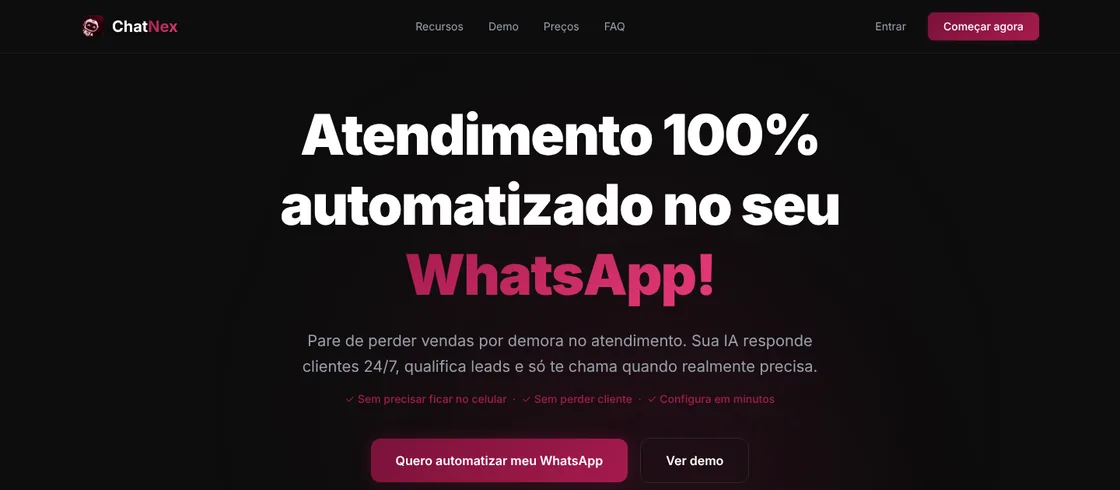 ChatNex
Recursos
Demo
Preços
FAQ
Entrar
Começar agora
Atendimento 100%
automatizado no seu
WhatsApp!
Pare de perder vendas por demora no atendimento. Sua IA responde
clientes 24/7, qualifica leads e só te chama quando realmente precisa.
✓ Sem precisar ficar no celular · ✓ Sem perder cliente · ✓ Configura em minutos
Quero automatizar meu WhatsApp
Ver demo